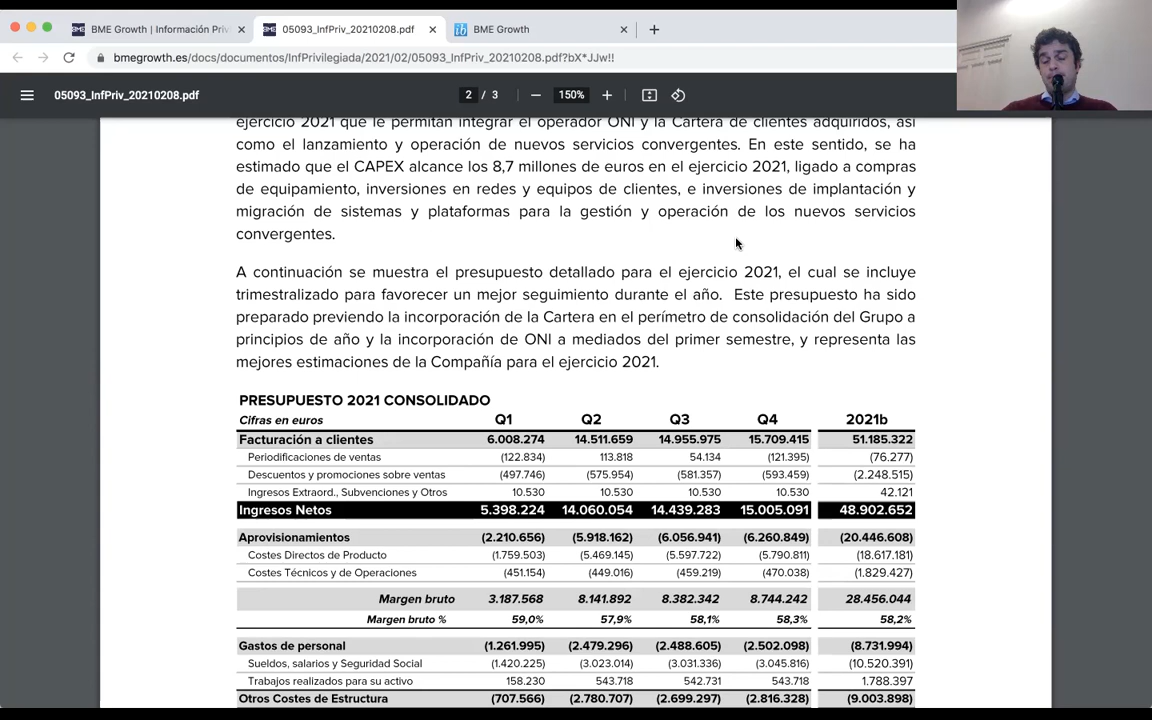 BME Growth | Información Priv
05093_InfPriv_20210208.pdf
BME Growth
bmegrowth.es/docs/documentos/InfPrivilegiada/2021/02/05093_InfPriv_20210208.pdf?bX*JJw!!
05093_InfPriv_20210208.pdf
2 / 3
150%
ejercicio 2021 que le permitan integrar el operador ONI y la Cartera de clientes adquiridos, así
como el lanzamiento y operación de nuevos servicios convergentes. En este sentido, se ha
estimado que el CAPEX alcance los 8,7 millones de euros en el ejercicio 2021, ligado a compras
de equipamiento, inversiones en redes y equipos de clientes, e inversiones de implantación y
migración de sistemas y plataformas para la gestión y operación de los nuevos servicios
convergentes.
A continuación se muestra el presupuesto detallado para el ejercicio 2021, el cual se incluye
trimestralizado para favorecer un mejor seguimiento durante el año. Este presupuesto ha sido
preparado previendo la incorporación de la Cartera en el perímetro de consolidación del Grupo a
principios de año y la incorporación de ONI a mediados del primer semestre, y representa las
mejores estimaciones de la Compañía para el ejercicio 2021.
PRESUPUESTO 2021 CONSOLIDADO
Cifras en euros Q1 Q2 Q3 Q4 2021b
Facturación a clientes 6.008.274 14.511.659 14.955.975 15.709.415 51.185.322
Periodificaciones de ventas (122.834) 113.818 54.134 (121.395) (76.277)
Descuentos y promociones sobre ventas (497.746) (575.954) (581.357) (593.459) (2.248.515)
Ingresos Extraord., Subvenciones y Otros 10.530 10.530 10.530 10.530 42.121
Ingresos Netos 5.398.224 14.060.054 14.439.283 15.005.091 48.902.652
Aprovisionamientos (2.210.656) (5.918.162) (6.056.941) (6.260.849) (20.446.608)
Costes Directos de Producto (1.759.503) (5.469.145) (5.597.722) (5.790.811) (18.617.181)
Costes Técnicos y de Operaciones (451.154) (449.016) (459.219) (470.038) (1.829.427)
Margen bruto 3.187.568 8.141.892 8.382.342 8.744.242 28.456.044
Margen bruto % 59,0% 57,9% 58,1% 58,3% 58,2%
Gastos de personal (1.261.995) (2.479.296) (2.488.605) (2.502.098) (8.731.994)
Sueldos, salarios y Seguridad Social (1.420.225) (3.023.014) (3.031.336) (3.045.816) (10.520.391)
Trabajos realizados para su activo 158.230 543.718 542.731 543.718 1.788.397
Otros Costes de Estructura (707.566) (2.780.707) (2.699.297) (2.816.328) (9.003.898)